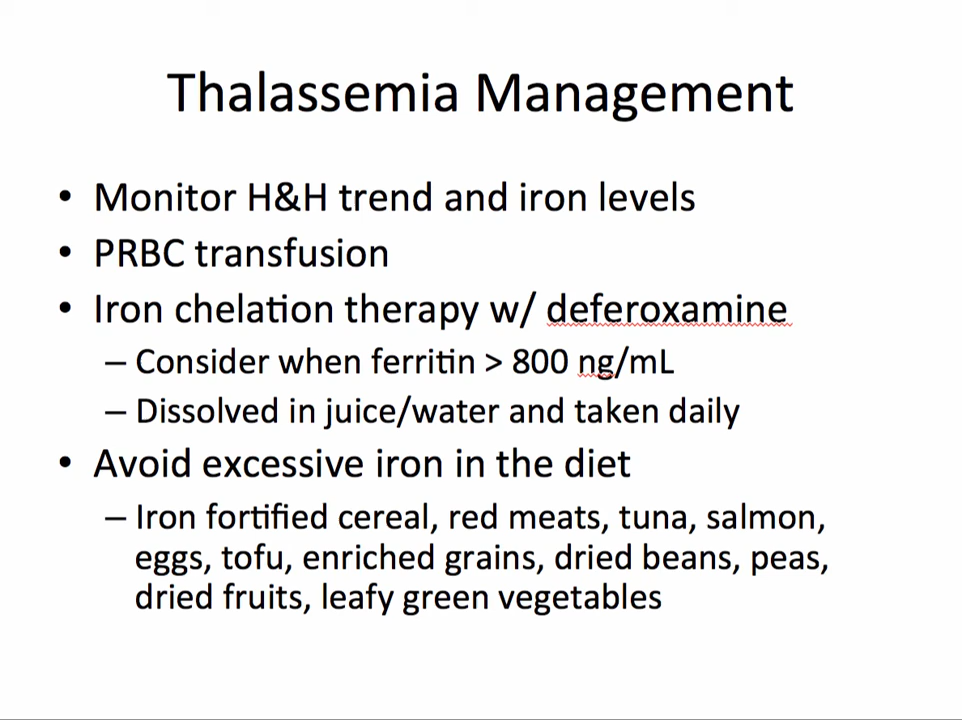 Thalassemia Management
• Monitor H&H trend and iron levels
• PRBC transfusion
• Iron chelation therapy w/ deferoxamine
– Consider when ferritin > 800 ng/mL
– Dissolved in juice/water and taken daily
• Avoid excessive iron in the diet
– Iron fortified cereal, red meats, tuna, salmon,
eggs, tofu, enriched grains, dried beans, peas,
dried fruits, leafy green vegetables